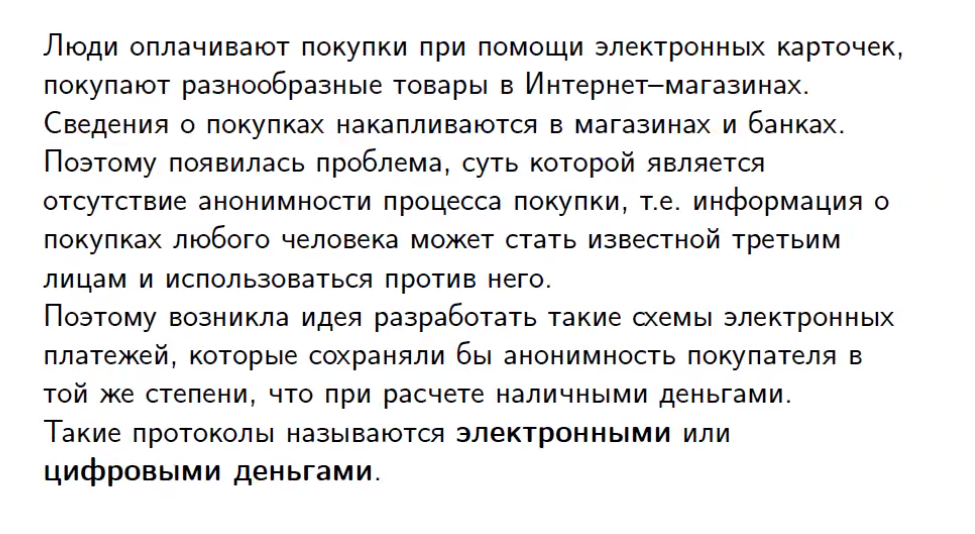 Люди оплачивают покупки при помощи электронных карточек,
покупают разнообразные товары в Интернет–магазинах.
Сведения о покупках накапливаются в магазинах и банках.
Поэтому появилась проблема, суть которой является
отсутствие анонимности процесса покупки, т.е. информация о
покупках любого человека может стать известной третьим
лицам и использоваться против него.
Поэтому возникла идея разработать такие схемы электронных
платежей, которые сохраняли бы анонимность покупателя в
той же степени, что при расчете наличными деньгами.
Такие протоколы называются электронными или
цифровыми деньгами.